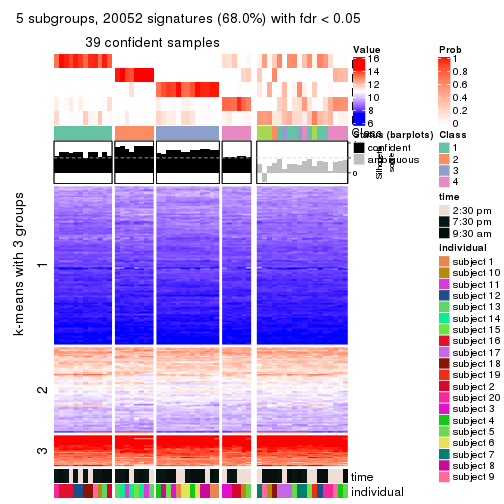 5 subgroups, 20052 signatures (68.0%) with fdr < 0.05
39 confident samples
k-means with 3 groups
1
2
3
time
individual
Value
16
14
12
10
8
6
Status (barplots)
confident
ambiguous
0
Class
Silhouette
score
Prob
1
0.8
0.6
0.4
0.2
0
Class
1
2
3
4
time
2:30 pm
7:30 pm
9:30 am
individual
subject 1
subject 10
subject 11
subject 12
subject 13
subject 14
subject 15
subject 16
subject 17
subject 18
subject 19
subject 2
subject 20
subject 3
subject 4
subject 5
subject 6
subject 7
subject 8
subject 9